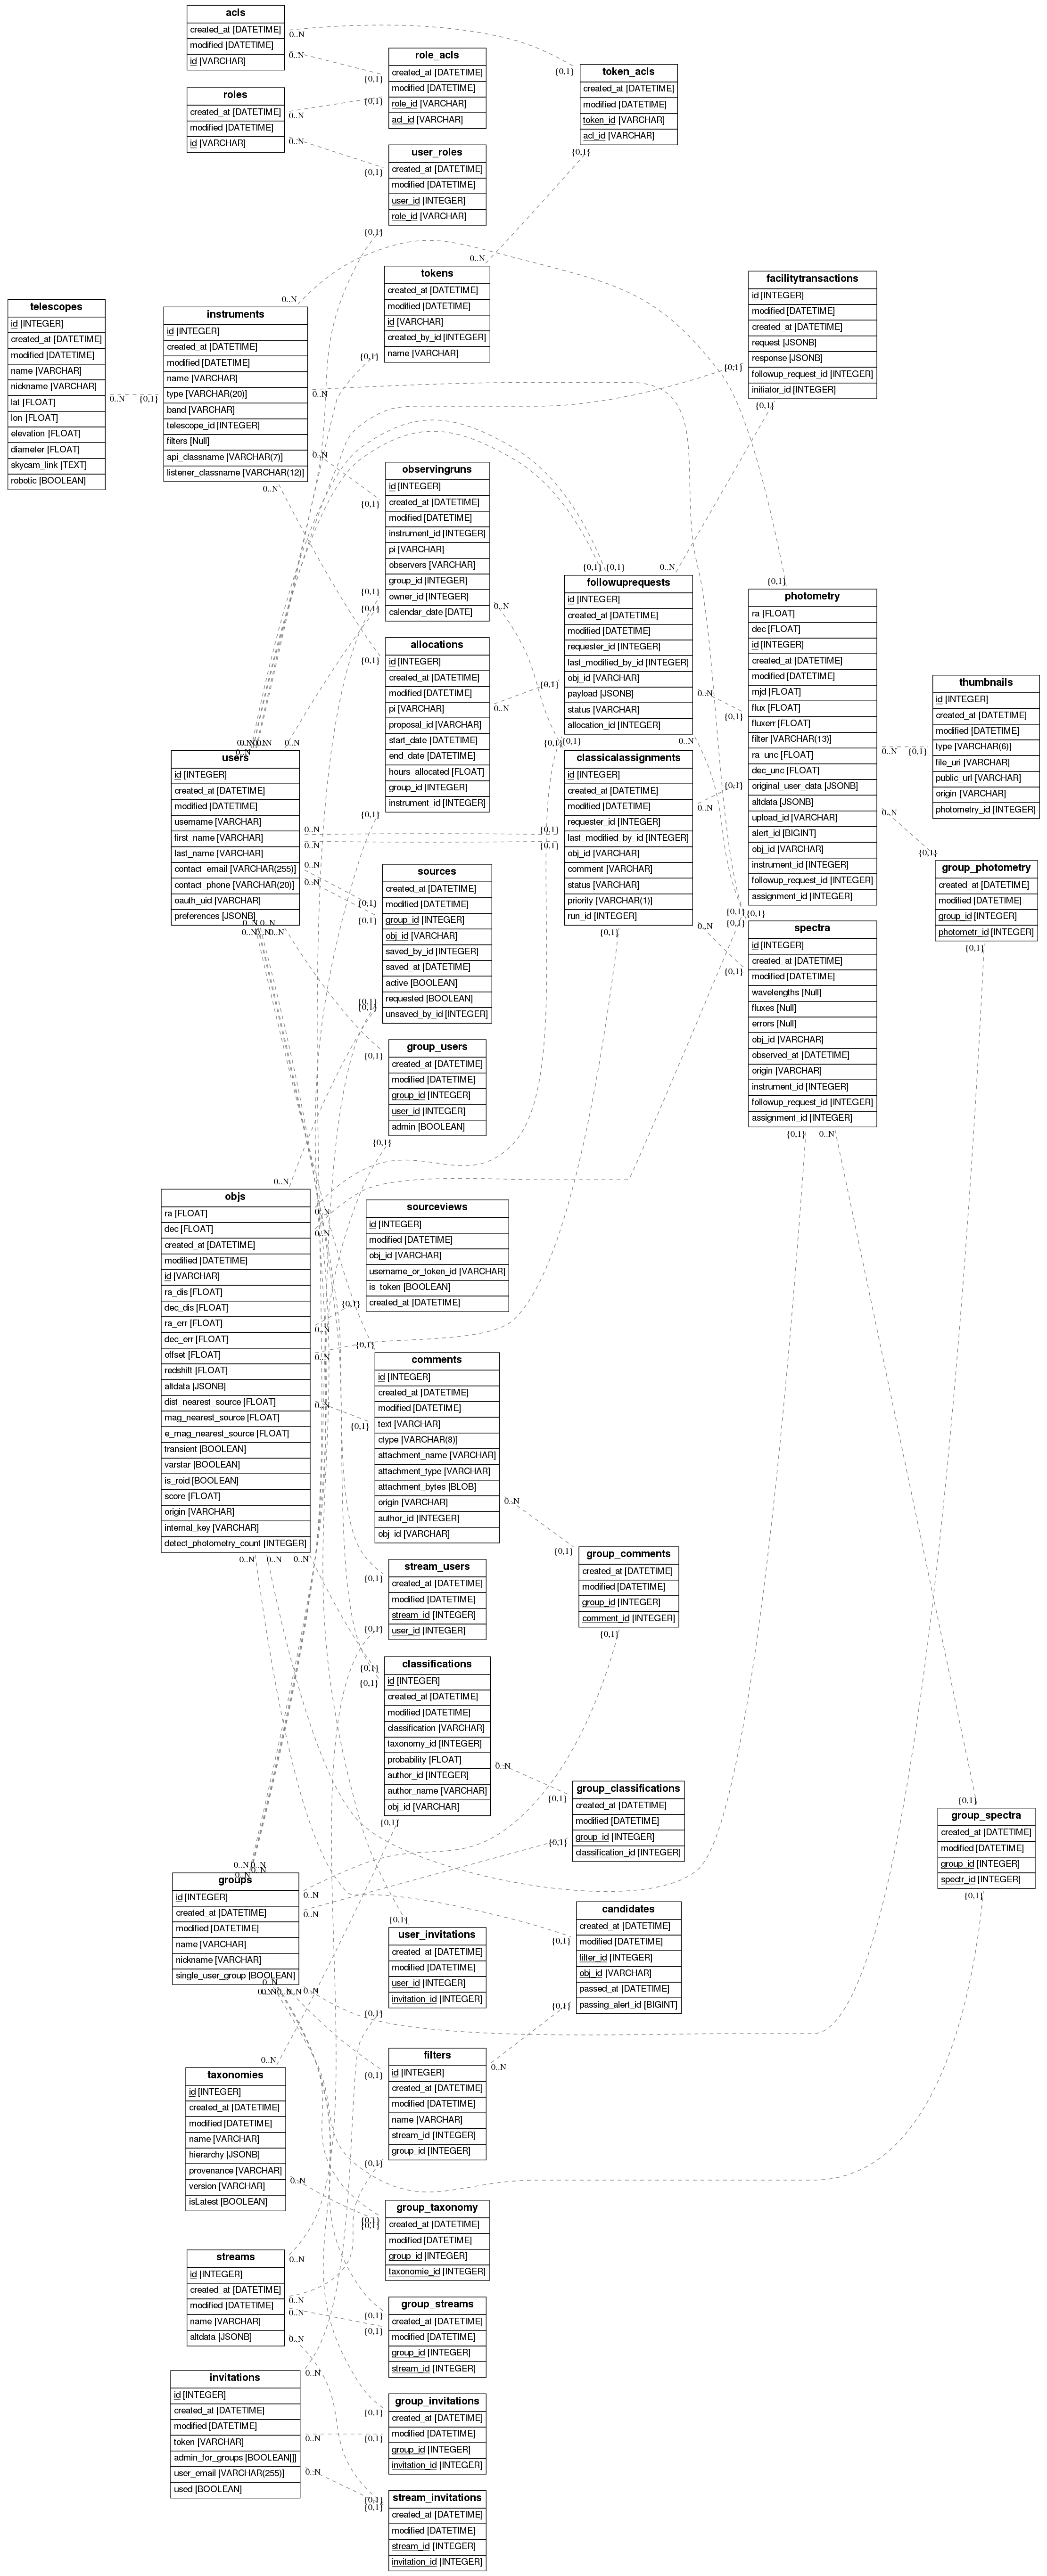 acls
created_at [DATETIME]
modified [DATETIME]
id [VARCHAR]
role_acls
created_at [DATETIME]
modified [DATETIME]
role_id [VARCHAR]
acl_id [VARCHAR]
token_acls
created_at [DATETIME]
modified [DATETIME]
token_id [VARCHAR]
acl_id [VARCHAR]
roles
created_at [DATETIME]
modified [DATETIME]
id [VARCHAR]
user_roles
created_at [DATETIME]
modified [DATETIME]
user_id [INTEGER]
role_id [VARCHAR]
tokens
created_at [DATETIME]
modified [DATETIME]
id [VARCHAR]
created_by_id [INTEGER]
name [VARCHAR]
facilitytransactions
id [INTEGER]
modified [DATETIME]
created_at [DATETIME]
request [JSONB]
response [JSONB]
followup_request_id [INTEGER]
initiator_id [INTEGER]
telescopes
id [INTEGER]
created_at [DATETIME]
modified [DATETIME]
name [VARCHAR]
nickname [VARCHAR]
lat [FLOAT]
lon [FLOAT]
elevation [FLOAT]
diameter [FLOAT]
skycam_link [TEXT]
robotic [BOOLEAN]
instruments
id [INTEGER]
created_at [DATETIME]
modified [DATETIME]
name [VARCHAR]
type [VARCHAR(20)]
band [VARCHAR]
telescope_id [INTEGER]
filters [Null]
api_classname [VARCHAR(7)]
listener_classname [VARCHAR(12)]
observingruns
id [INTEGER]
created_at [DATETIME]
modified [DATETIME]
instrument_id [INTEGER]
pi [VARCHAR]
observers [VARCHAR]
group_id [INTEGER]
owner_id [INTEGER]
calendar_date [DATE]
followuprequests
id [INTEGER]
created_at [DATETIME]
modified [DATETIME]
requester_id [INTEGER]
last_modified_by_id [INTEGER]
obj_id [VARCHAR]
payload [JSONB]
status [VARCHAR]
allocation_id [INTEGER]
photometry
ra [FLOAT]
dec [FLOAT]
id [INTEGER]
created_at [DATETIME]
modified [DATETIME]
mjd [FLOAT]
flux [FLOAT]
fluxerr [FLOAT]
filter [VARCHAR(13)]
ra_unc [FLOAT]
dec_unc [FLOAT]
original_user_data [JSONB]
altdata [JSONB]
upload_id [VARCHAR]
alert_id [BIGINT]
obj_id [VARCHAR]
instrument_id [INTEGER]
followup_request_id [INTEGER]
assignment_id [INTEGER]
allocations
id [INTEGER]
created_at [DATETIME]
modified [DATETIME]
pi [VARCHAR]
proposal_id [VARCHAR]
start_date [DATETIME]
end_date [DATETIME]
hours_allocated [FLOAT]
group_id [INTEGER]
instrument_id [INTEGER]
thumbnails
id [INTEGER]
created_at [DATETIME]
modified [DATETIME]
type [VARCHAR(6)]
file_uri [VARCHAR]
public_url [VARCHAR]
origin [VARCHAR]
photometry_id [INTEGER]
users
id [INTEGER]
created_at [DATETIME]
modified [DATETIME]
username [VARCHAR]
first_name [VARCHAR]
last_name [VARCHAR]
contact_email [VARCHAR(255)]
contact_phone [VARCHAR(20)]
oauth_uid [VARCHAR]
preferences [JSONB]
classicalassignments
id [INTEGER]
created_at [DATETIME]
modified [DATETIME]
requester_id [INTEGER]
last_modified_by_id [INTEGER]
obj_id [VARCHAR]
comment [VARCHAR]
status [VARCHAR]
priority [VARCHAR(1)]
run_id [INTEGER]
group_photometry
created_at [DATETIME]
modified [DATETIME]
group_id [INTEGER]
photometr_id [INTEGER]
sources
created_at [DATETIME]
modified [DATETIME]
group_id [INTEGER]
obj_id [VARCHAR]
saved_by_id [INTEGER]
saved_at [DATETIME]
active [BOOLEAN]
requested [BOOLEAN]
unsaved_by_id [INTEGER]
spectra
id [INTEGER]
created_at [DATETIME]
modified [DATETIME]
wavelengths [Null]
fluxes [Null]
errors [Null]
obj_id [VARCHAR]
observed_at [DATETIME]
origin [VARCHAR]
instrument_id [INTEGER]
followup_request_id [INTEGER]
assignment_id [INTEGER]
group_users
created_at [DATETIME]
modified [DATETIME]
group_id [INTEGER]
user_id [INTEGER]
admin [BOOLEAN]
objs
ra [FLOAT]
dec [FLOAT]
created_at [DATETIME]
modified [DATETIME]
id [VARCHAR]
ra_dis [FLOAT]
dec_dis [FLOAT]
ra_err [FLOAT]
dec_err [FLOAT]
offset [FLOAT]
redshift [FLOAT]
altdata [JSONB]
dist_nearest_source [FLOAT]
mag_nearest_source [FLOAT]
e_mag_nearest_source [FLOAT]
transient [BOOLEAN]
varstar [BOOLEAN]
is_roid [BOOLEAN]
score [FLOAT]
origin [VARCHAR]
internal_key [VARCHAR]
detect_photometry_count [INTEGER]
sourceviews
id [INTEGER]
modified [DATETIME]
obj_id [VARCHAR]
username_or_token_id [VARCHAR]
is_token [BOOLEAN]
created_at [DATETIME]
comments
id [INTEGER]
created_at [DATETIME]
modified [DATETIME]
text [VARCHAR]
ctype [VARCHAR(8)]
attachment_name [VARCHAR]
attachment_type [VARCHAR]
attachment_bytes [BLOB]
origin [VARCHAR]
author_id [INTEGER]
obj_id [VARCHAR]
group_comments
created_at [DATETIME]
modified [DATETIME]
group_id [INTEGER]
comment_id [INTEGER]
stream_users
created_at [DATETIME]
modified [DATETIME]
stream_id [INTEGER]
user_id [INTEGER]
classifications
id [INTEGER]
created_at [DATETIME]
modified [DATETIME]
classification [VARCHAR]
taxonomy_id [INTEGER]
probability [FLOAT]
author_id [INTEGER]
author_name [VARCHAR]
obj_id [VARCHAR]
group_classifications
created_at [DATETIME]
modified [DATETIME]
group_id [INTEGER]
classification_id [INTEGER]
group_spectra
created_at [DATETIME]
modified [DATETIME]
group_id [INTEGER]
spectr_id [INTEGER]
groups
id [INTEGER]
created_at [DATETIME]
modified [DATETIME]
name [VARCHAR]
nickname [VARCHAR]
single_user_group [BOOLEAN]
user_invitations
created_at [DATETIME]
modified [DATETIME]
user_id [INTEGER]
invitation_id [INTEGER]
candidates
created_at [DATETIME]
modified [DATETIME]
filter_id [INTEGER]
obj_id [VARCHAR]
passed_at [DATETIME]
passing_alert_id [BIGINT]
filters
id [INTEGER]
created_at [DATETIME]
modified [DATETIME]
name [VARCHAR]
stream_id [INTEGER]
group_id [INTEGER]
taxonomies
id [INTEGER]
created_at [DATETIME]
modified [DATETIME]
name [VARCHAR]
hierarchy [JSONB]
provenance [VARCHAR]
version [VARCHAR]
isLatest [BOOLEAN]
group_taxonomy
created_at [DATETIME]
modified [DATETIME]
group_id [INTEGER]
taxonomie_id [INTEGER]
streams
id [INTEGER]
created_at [DATETIME]
modified [DATETIME]
name [VARCHAR]
altdata [JSONB]
group_streams
created_at [DATETIME]
modified [DATETIME]
group_id [INTEGER]
stream_id [INTEGER]
invitations
id [INTEGER]
created_at [DATETIME]
modified [DATETIME]
token [VARCHAR]
admin_for_groups [BOOLEAN[]]
user_email [VARCHAR(255)]
used [BOOLEAN]
group_invitations
created_at [DATETIME]
modified [DATETIME]
group_id [INTEGER]
invitation_id [INTEGER]
stream_invitations
created_at [DATETIME]
modified [DATETIME]
stream_id [INTEGER]
invitation_id [INTEGER]